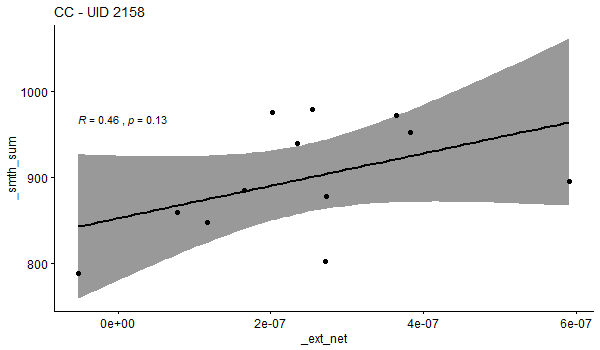 CC - UID 2158
R = 0.46 , p = 0.13
_smth_sum
1000
900
800
0e+00 2e-07 4e-07 6e-07
_ext_net